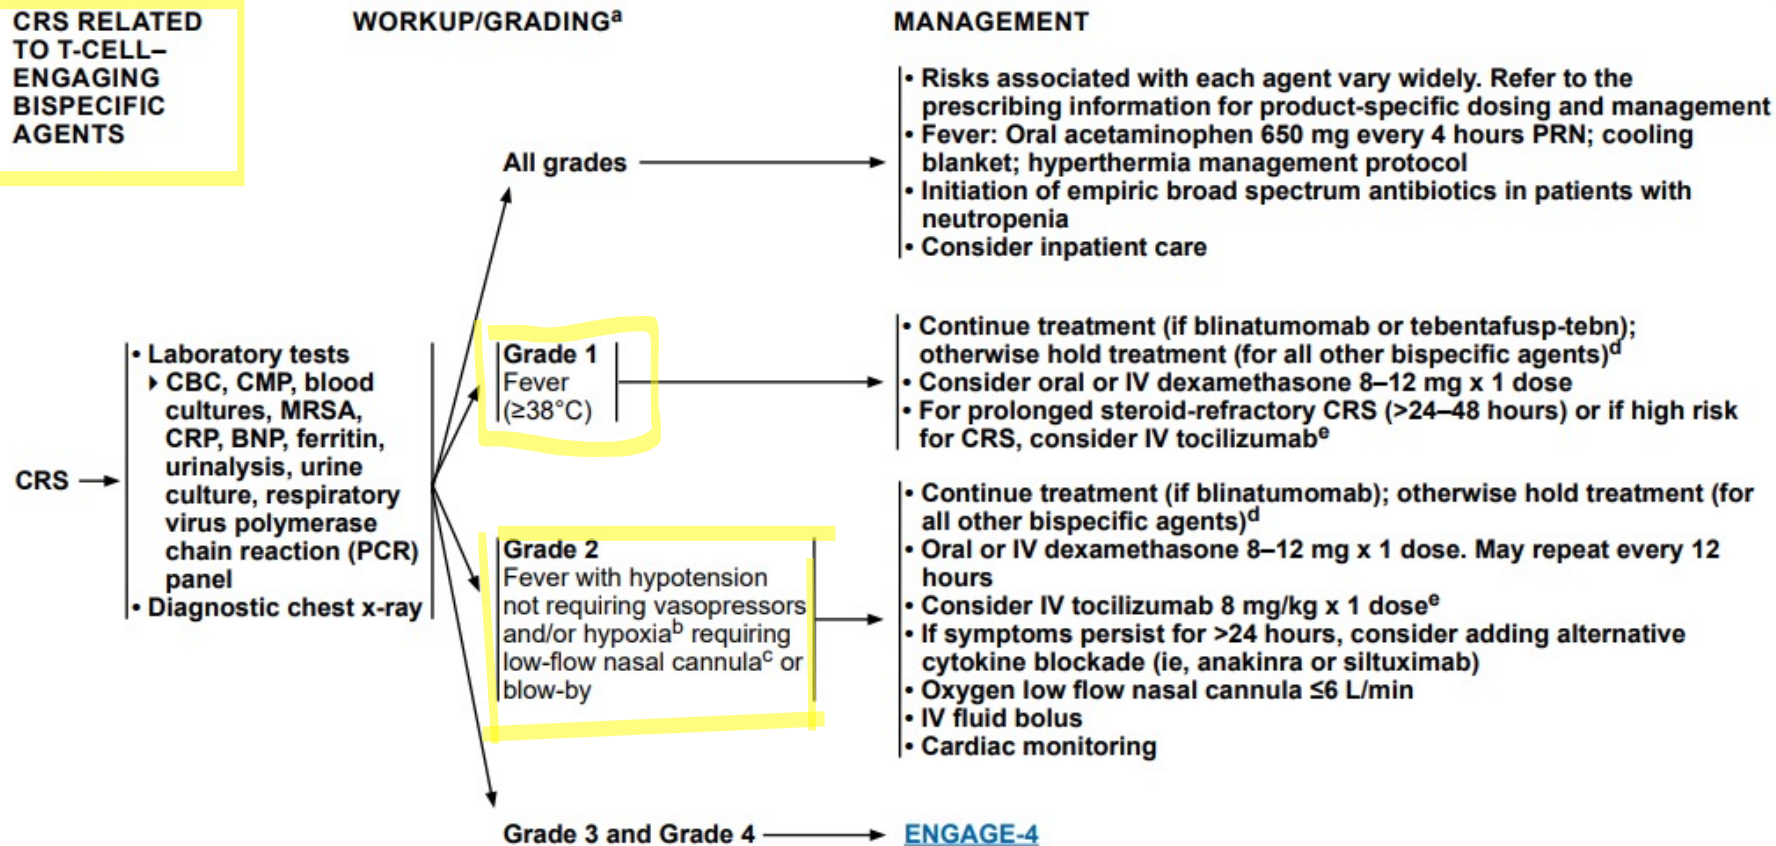 CRS RELATED
TO T-CELL–
ENGAGING
BISPECIFIC
AGENTS
WORKUP/GRADINGᵃ
MANAGEMENT
CRS
• Laboratory tests
‣ CBC, CMP, blood
cultures, MRSA,
CRP, BNP, ferritin,
urinalysis, urine
culture, respiratory
virus polymerase
chain reaction (PCR)
panel
• Diagnostic chest x-ray
All grades
• Risks associated with each agent vary widely. Refer to the
prescribing information for product-specific dosing and management
• Fever: Oral acetaminophen 650 mg every 4 hours PRN; cooling
blanket; hyperthermia management protocol
• Initiation of empiric broad spectrum antibiotics in patients with
neutropenia
• Consider inpatient care
Grade 1
Fever
(≥38°C)
• Continue treatment (if blinatumomab or tebentafusp-tebn);
otherwise hold treatment (for all other bispecific agents)ᵈ
• Consider oral or IV dexamethasone 8–12 mg x 1 dose
• For prolonged steroid-refractory CRS (>24–48 hours) or if high risk
for CRS, consider IV tocilizumabᵉ
Grade 2
Fever with hypotension
not requiring vasopressors
and/or hypoxiaᵇ requiring
low-flow nasal cannulaᶜ or
blow-by
• Continue treatment (if blinatumomab); otherwise hold treatment (for
all other bispecific agents)ᵈ
• Oral or IV dexamethasone 8–12 mg x 1 dose. May repeat every 12
hours
• Consider IV tocilizumab 8 mg/kg x 1 doseᵉ
• If symptoms persist for >24 hours, consider adding alternative
cytokine blockade (ie, anakinra or siltuximab)
• Oxygen low flow nasal cannula ≤6 L/min
• IV fluid bolus
• Cardiac monitoring
Grade 3 and Grade 4
ENGAGE-4